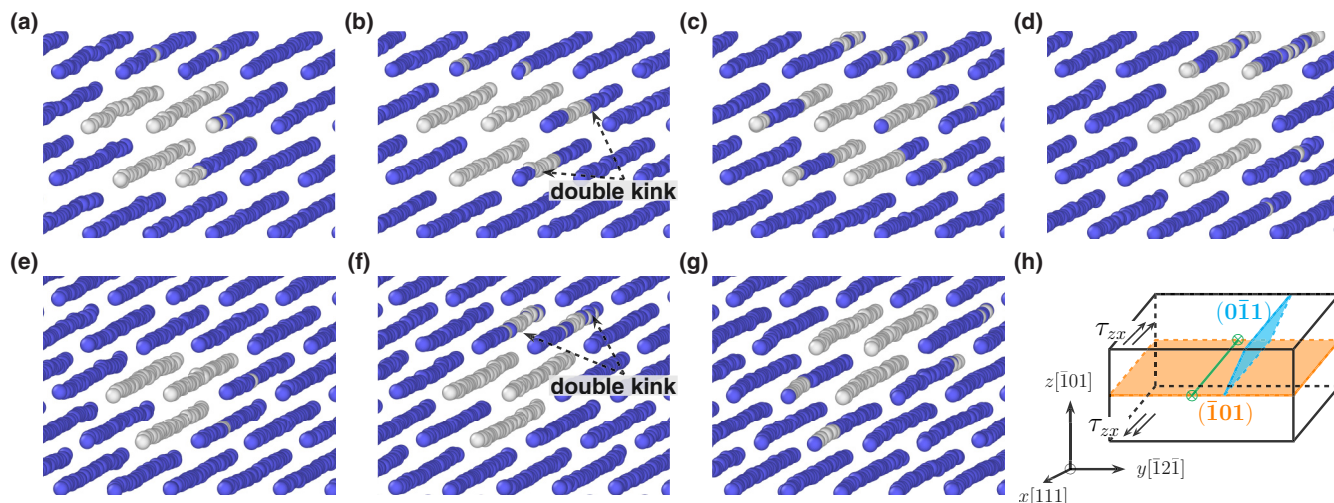 (a)
(b)
(c)
(d)
double kink
(e)
(f)
(g)
(h)
double kink
(01̄1)
τzx
z[1̄01]
(1̄01)
τzx
y[1̄21̄]
x[111]